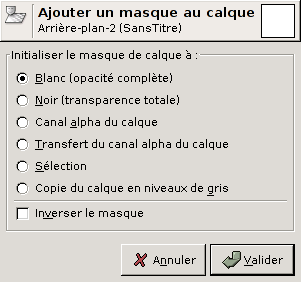 Ajouter un masque au calque
Arrière-plan-2 (SansTitre)
Initialiser le masque de calque à :
Blanc (opacité complète)
Noir (transparence totale)
Canal alpha du calque
Transfert du canal alpha du calque
Sélection
Copie du calque en niveaux de gris
Inverser le masque
Annuler
Valider